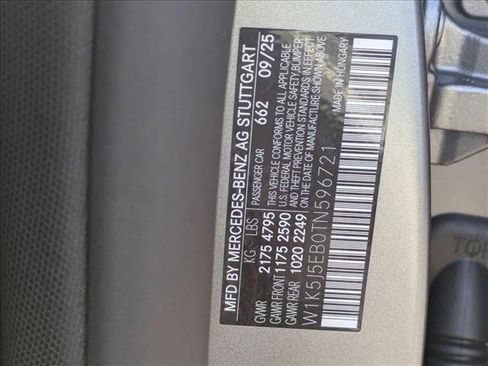 MFD BY MERCEDES-BENZ AG STUTTGART
KG LBS PASSENGER CAR 662 09/25
GVWR 2175 4795 THIS VEHICLE CONFORMS TO ALL APPLICABLE
GAWR FRONT 1175 2590 U.S. FEDERAL MOTOR VEHICLE SAFETY, BUMPER
GAWR REAR 1020 2249 AND THEFT PREVENTION STANDARDS IN EFFECT
ON THE DATE OF MANUFACTURE SHOWN ABOVE
W1K5J5EB0TN596721 MADE IN HUNGARY
TOP